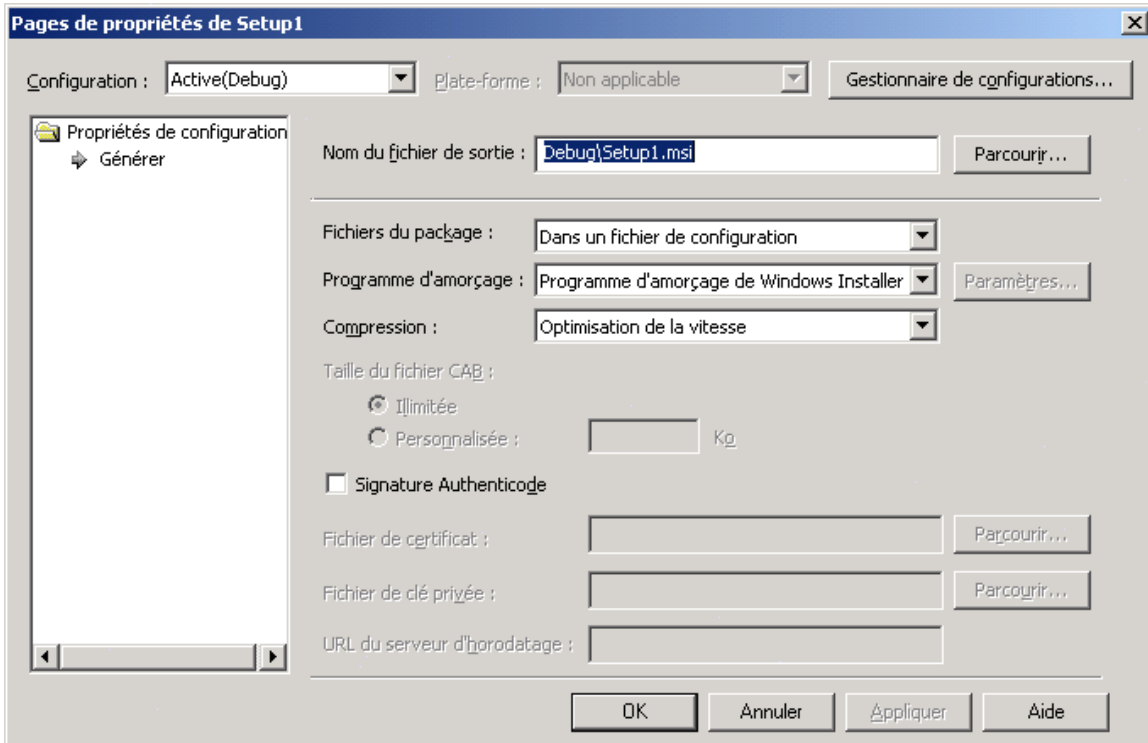 Pages de propriétés de Setup1
Configuration : Active(Debug) Plate-forme : Non applicable Gestionnaire de configurations...
Propriétés de configuration
Générer
Nom du fichier de sortie : Debug\Setup1.msi Parcourir...
Fichiers du package : Dans un fichier de configuration
Programme d'amorçage : Programme d'amorçage de Windows Installer Paramètres...
Compression : Optimisation de la vitesse
Taille du fichier CAB :
Illimitée
Personnalisée : Ko
Signature Authenticode
Fichier de certificat : Parcourir...
Fichier de clé privée : Parcourir...
URL du serveur d'horodatage :
OK Annuler Appliquer Aide